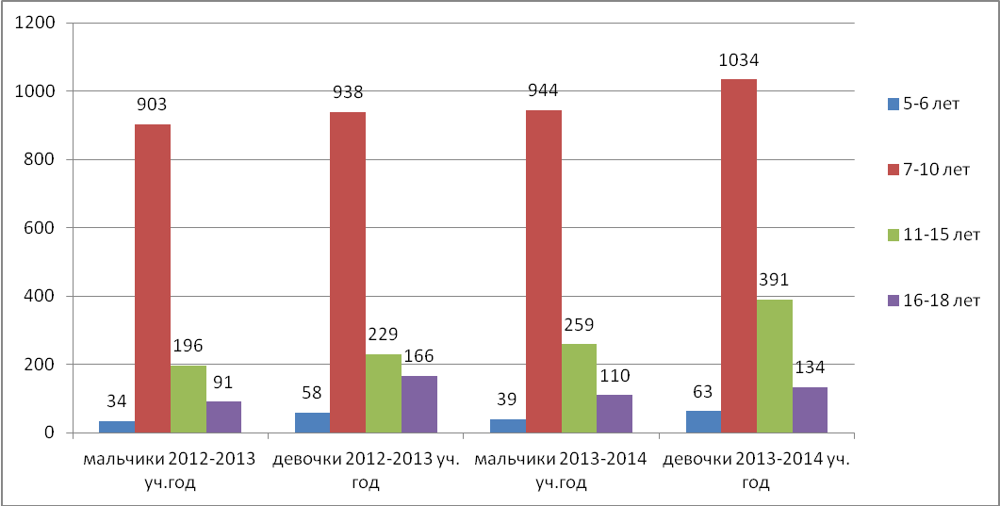 1200
1000
800
600
400
200
0
34
903
196
91
58
938
229
166
39
944
259
110
63
1034
391
134
мальчики 2012-2013
уч.год
девочки 2012-2013 уч.
год
мальчики 2013-2014
уч.год
девочки 2013-2014 уч.
год
5-6 лет
7-10 лет
11-15 лет
16-18 лет